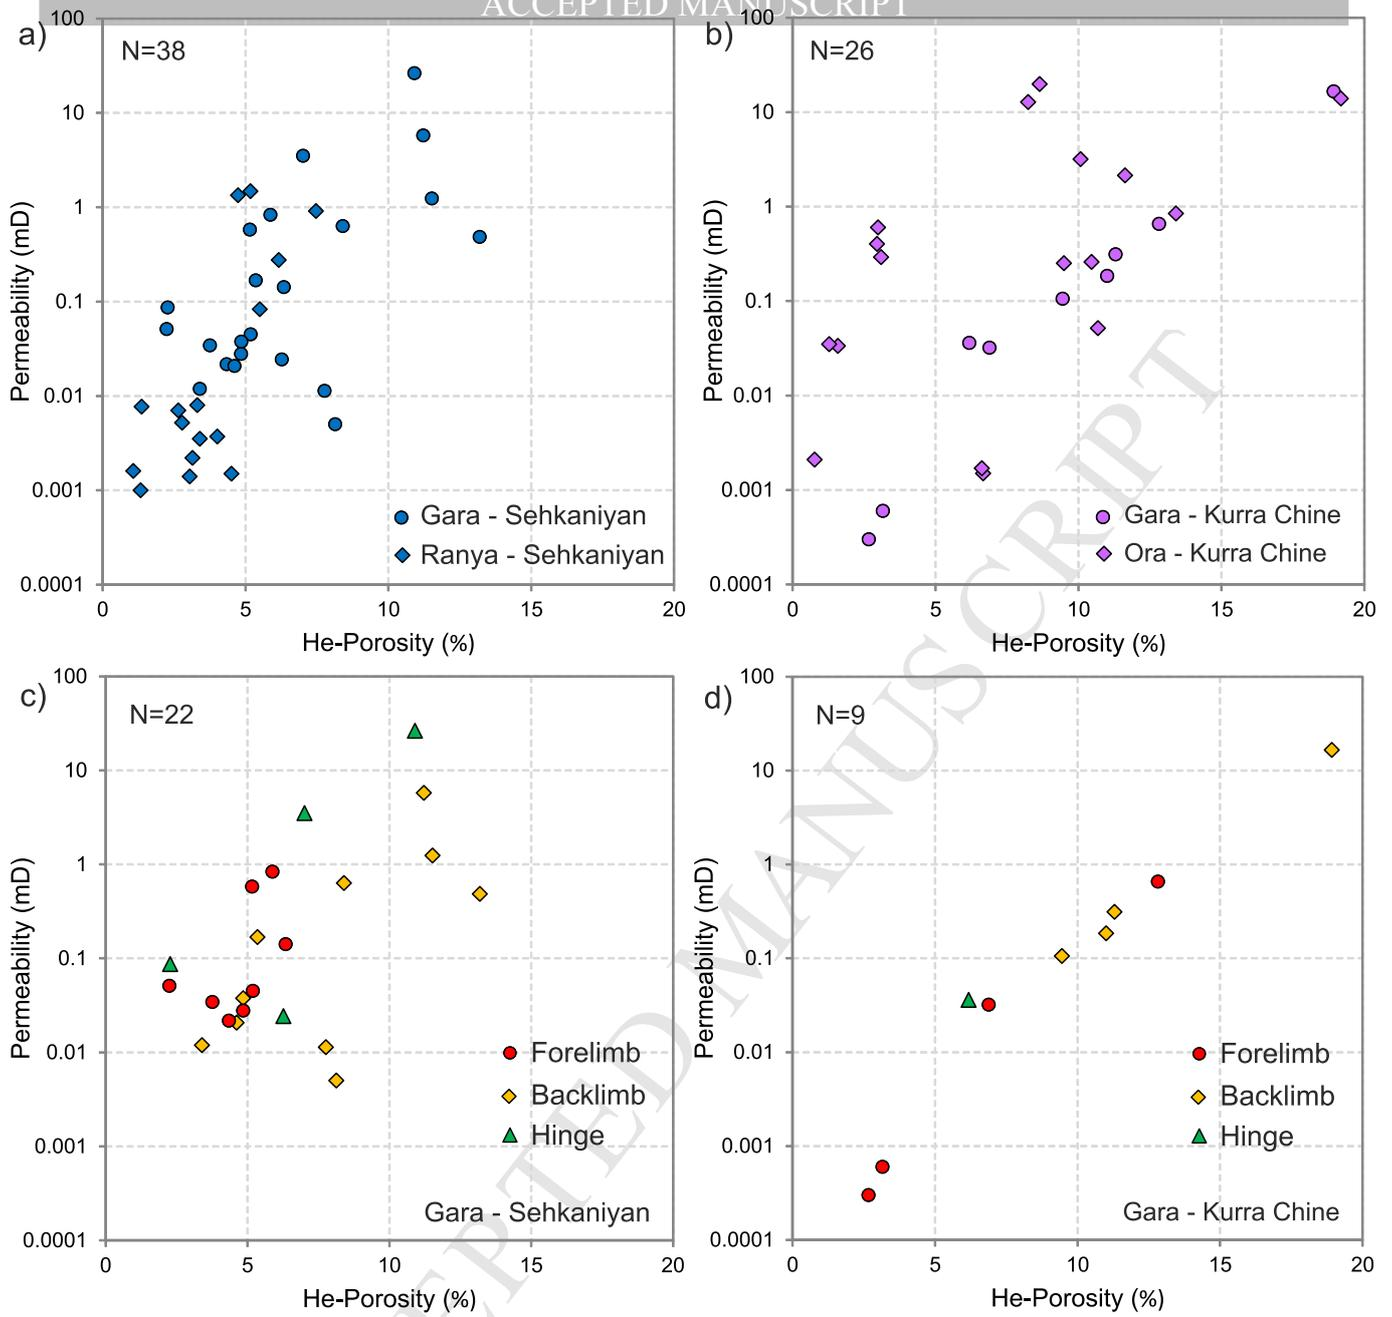 ACCEPTED MANUSCRIPT
a)
N=38
100
10
1
0.1
0.01
0.001
0.0001
Permeability (mD)
Gara - Sehkaniyan
Ranya - Sehkaniyan
0 5 10 15 20
He-Porosity (%)
b)
N=26
100
10
1
0.1
0.01
0.001
0.0001
Permeability (mD)
Gara - Kurra Chine
Ora - Kurra Chine
0 5 10 15 20
He-Porosity (%)
c)
N=22
100
10
1
0.1
0.01
0.001
0.0001
Permeability (mD)
Forelimb
Backlimb
Hinge
Gara - Sehkaniyan
0 5 10 15 20
He-Porosity (%)
d)
N=9
100
10
1
0.1
0.01
0.001
0.0001
Permeability (mD)
Forelimb
Backlimb
Hinge
Gara - Kurra Chine
0 5 10 15 20
He-Porosity (%)
EPTED MANUSCRIPT